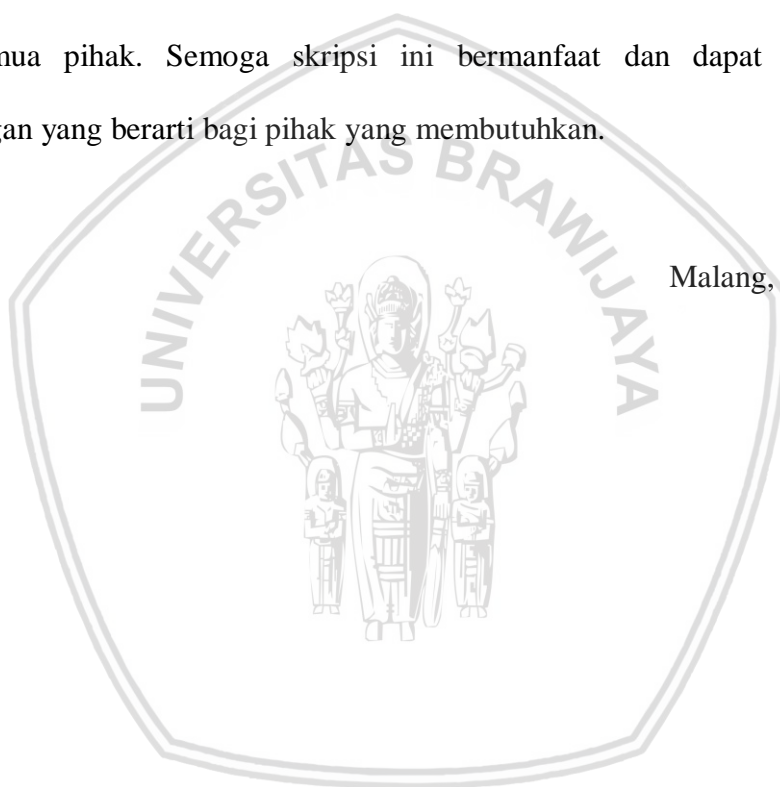 mua pihak. Semoga skripsi ini bermanfaat dan dapat
gan yang berarti bagi pihak yang membutuhkan.
UNIVERSITAS BRAWIJAYA
Malang,